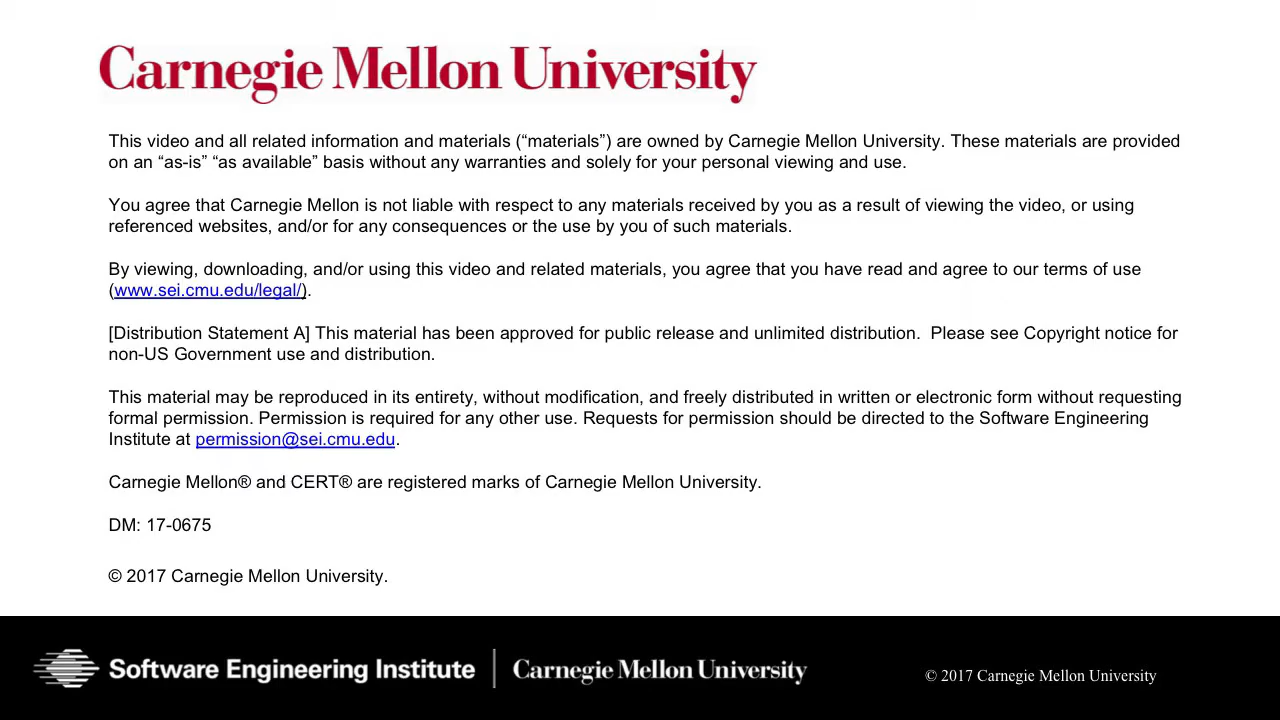 Carnegie Mellon University
This video and all related information and materials (“materials”) are owned by Carnegie Mellon University. These materials are provided
on an “as-is” “as available” basis without any warranties and solely for your personal viewing and use.
You agree that Carnegie Mellon is not liable with respect to any materials received by you as a result of viewing the video, or using
referenced websites, and/or for any consequences or the use by you of such materials.
By viewing, downloading, and/or using this video and related materials, you agree that you have read and agree to our terms of use
(www.sei.cmu.edu/legal/).
[Distribution Statement A] This material has been approved for public release and unlimited distribution.  Please see Copyright notice for
non-US Government use and distribution.
This material may be reproduced in its entirety, without modification, and freely distributed in written or electronic form without requesting
formal permission. Permission is required for any other use. Requests for permission should be directed to the Software Engineering
Institute at permission@sei.cmu.edu.
Carnegie Mellon® and CERT® are registered marks of Carnegie Mellon University.
DM: 17-0675
© 2017 Carnegie Mellon University.
Software Engineering Institute | Carnegie Mellon University
© 2017 Carnegie Mellon University